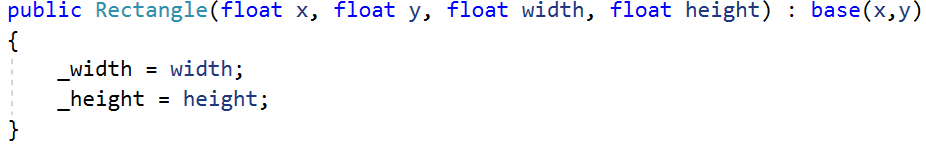 public Rectangle(float x, float y, float width, float height) : base(x,y)
{
    _width = width;
    _height = height;
}